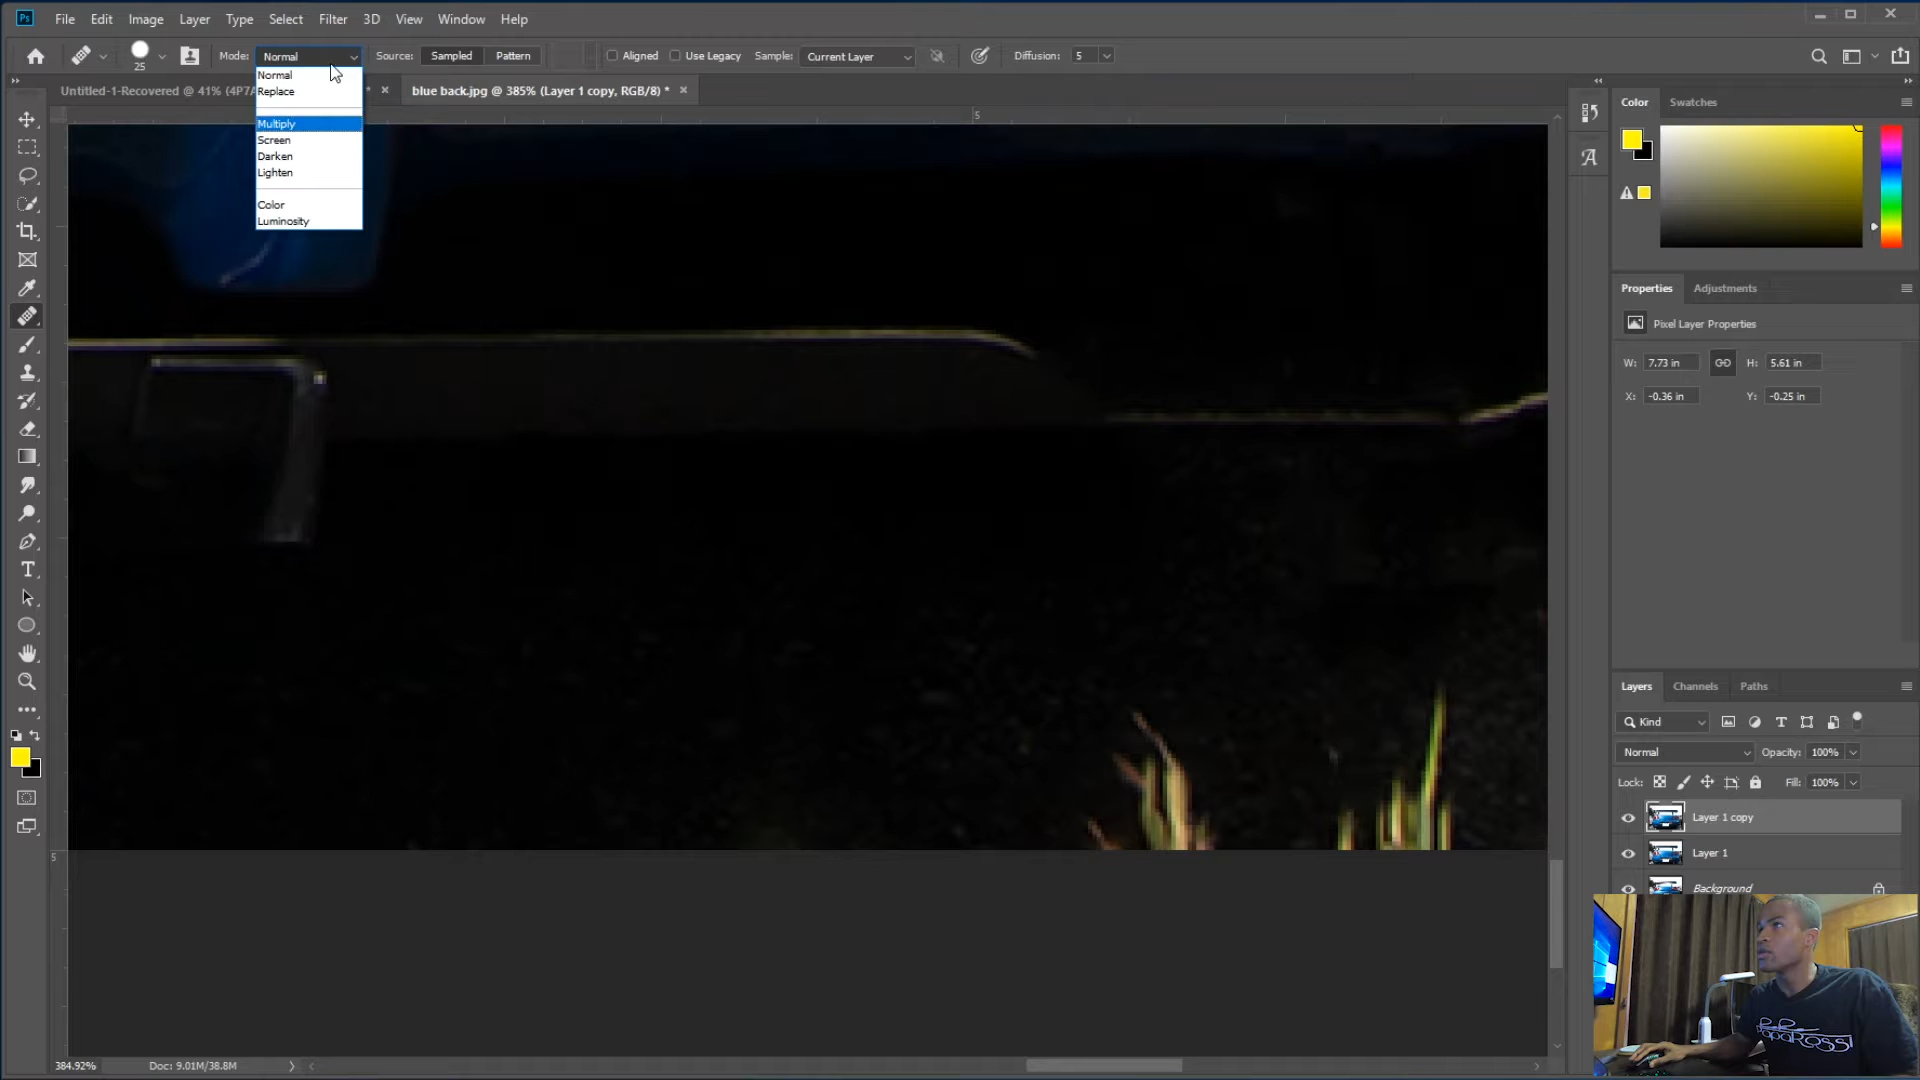 Ps File Edit Image Layer Type Select Filter 3D View Window Help
25 Mode: Normal Source: Sampled Pattern Aligned Use Legacy Sample: Current Layer Diffusion: 5
Normal
Replace
Multiply
Screen
Darken
Lighten
Color
Luminosity
Untitled-1-Recovered @ 41% (4P7A * × blue back.jpg @ 385% (Layer 1 copy, RGB/8) * ×
5
5
Color Swatches
Properties Adjustments
Pixel Layer Properties
W: 7.73 in H: 5.61 in
X: -0.36 in Y: -0.25 in
Layers Channels Paths
Kind
Normal Opacity: 100%
Lock: Fill: 100%
Layer 1 copy
Layer 1
Background
384.92% Doc: 9.01M/38.8M